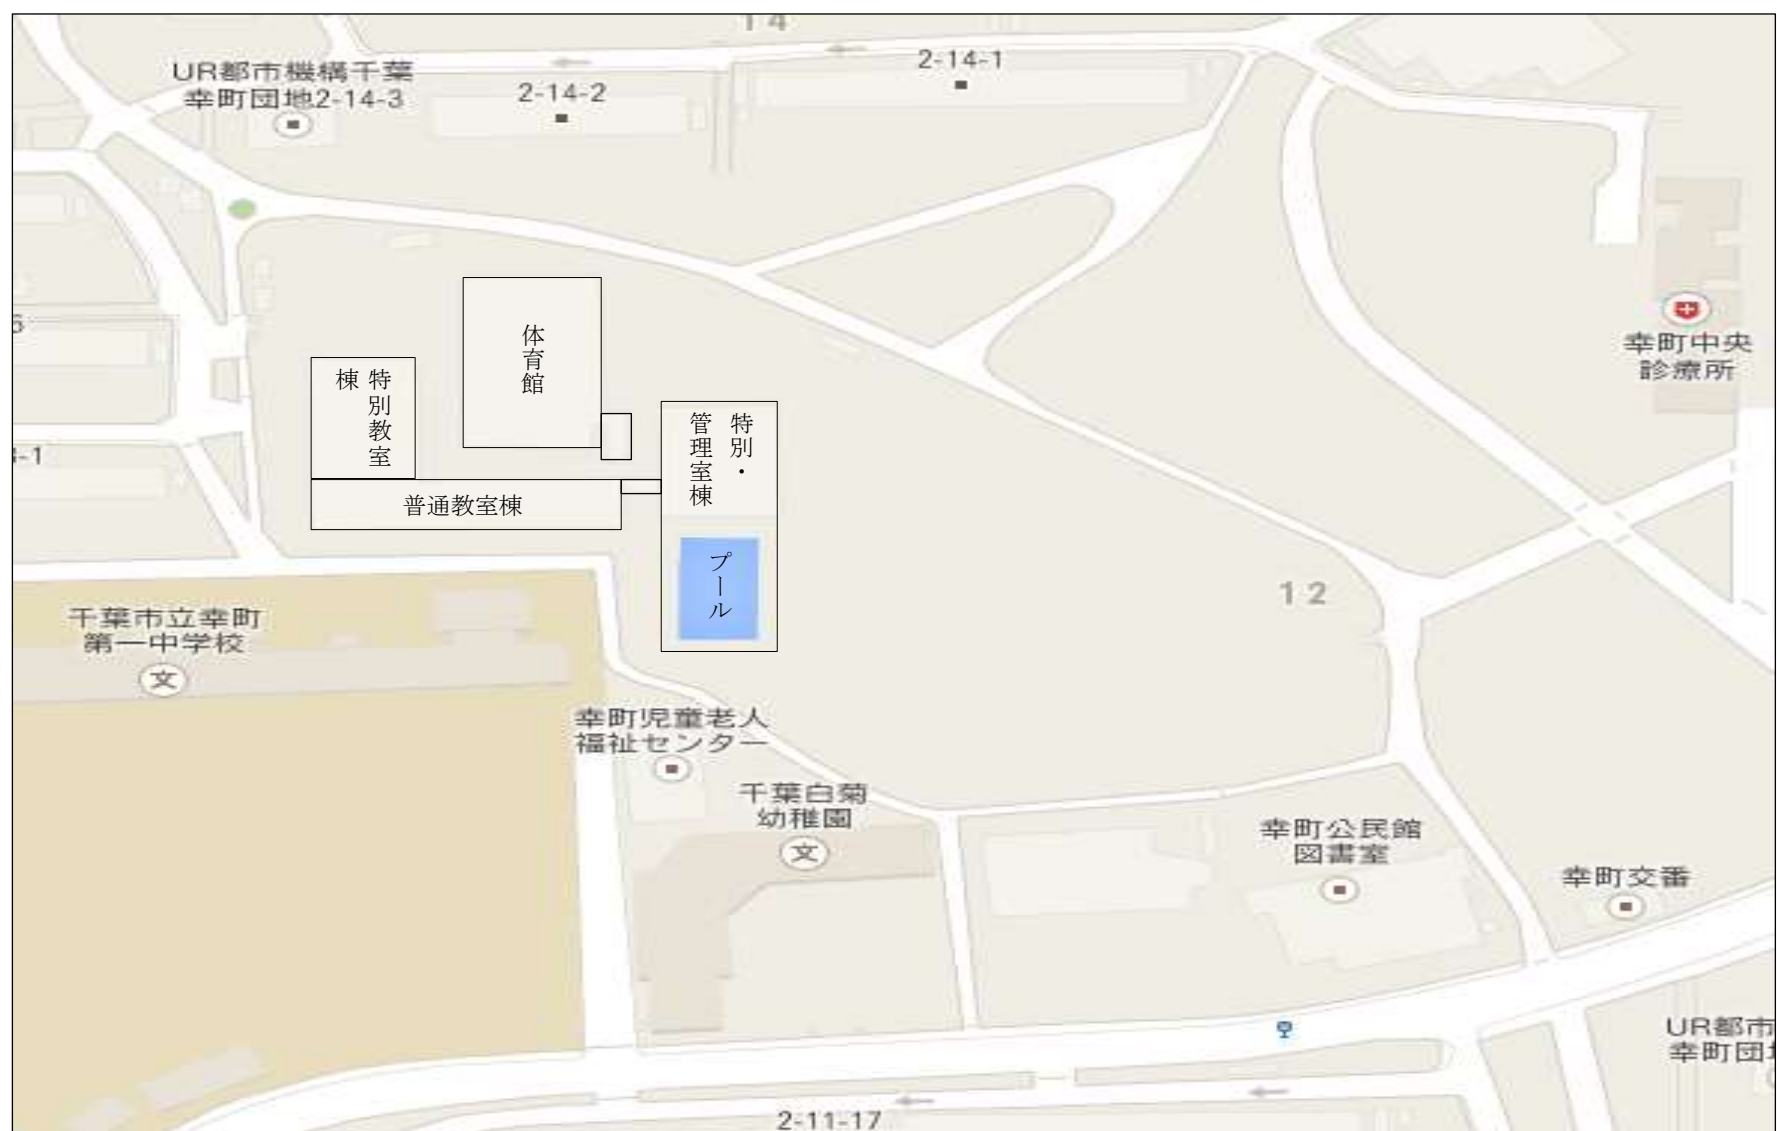 14
UR都市機構千葉
幸町団地2-14-3
2-14-2
2-14-1
体育館
特別教室
棟
特別・
管理室棟
普通教室棟
プール
幸町中央
診療所
-1
12
千葉市立幸町
第一中学校
文
幸町児童老人
福祉センター
千葉白菊
幼稚園
文
幸町公民館
図書室
幸町交番
UR都市
幸町団
2-11-17